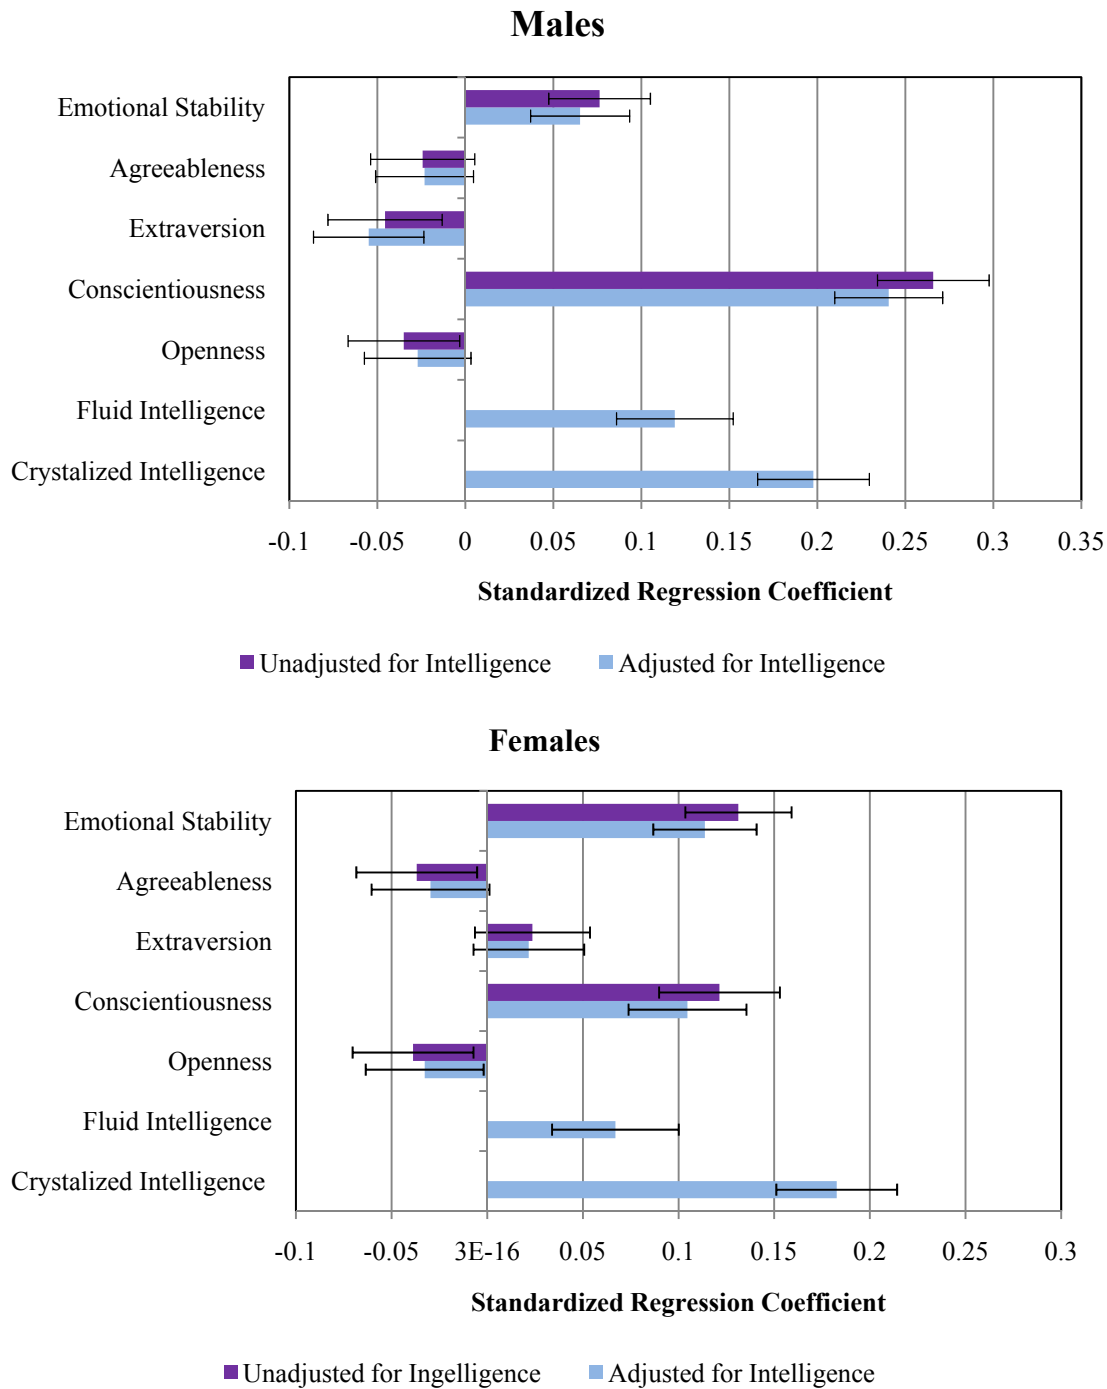 Males
Emotional Stability
Agreeableness
Extraversion
Conscientiousness
Openness
Fluid Intelligence
Crystalized Intelligence
-0.1 -0.05 0 0.05 0.1 0.15 0.2 0.25 0.3 0.35
Standardized Regression Coefficient
Unadjusted for Intelligence Adjusted for Intelligence
Females
Emotional Stability
Agreeableness
Extraversion
Conscientiousness
Openness
Fluid Intelligence
Crystalized Intelligence
-0.1 -0.05 3E-16 0.05 0.1 0.15 0.2 0.25 0.3
Standardized Regression Coefficient
Unadjusted for Ingelligence Adjusted for Intelligence